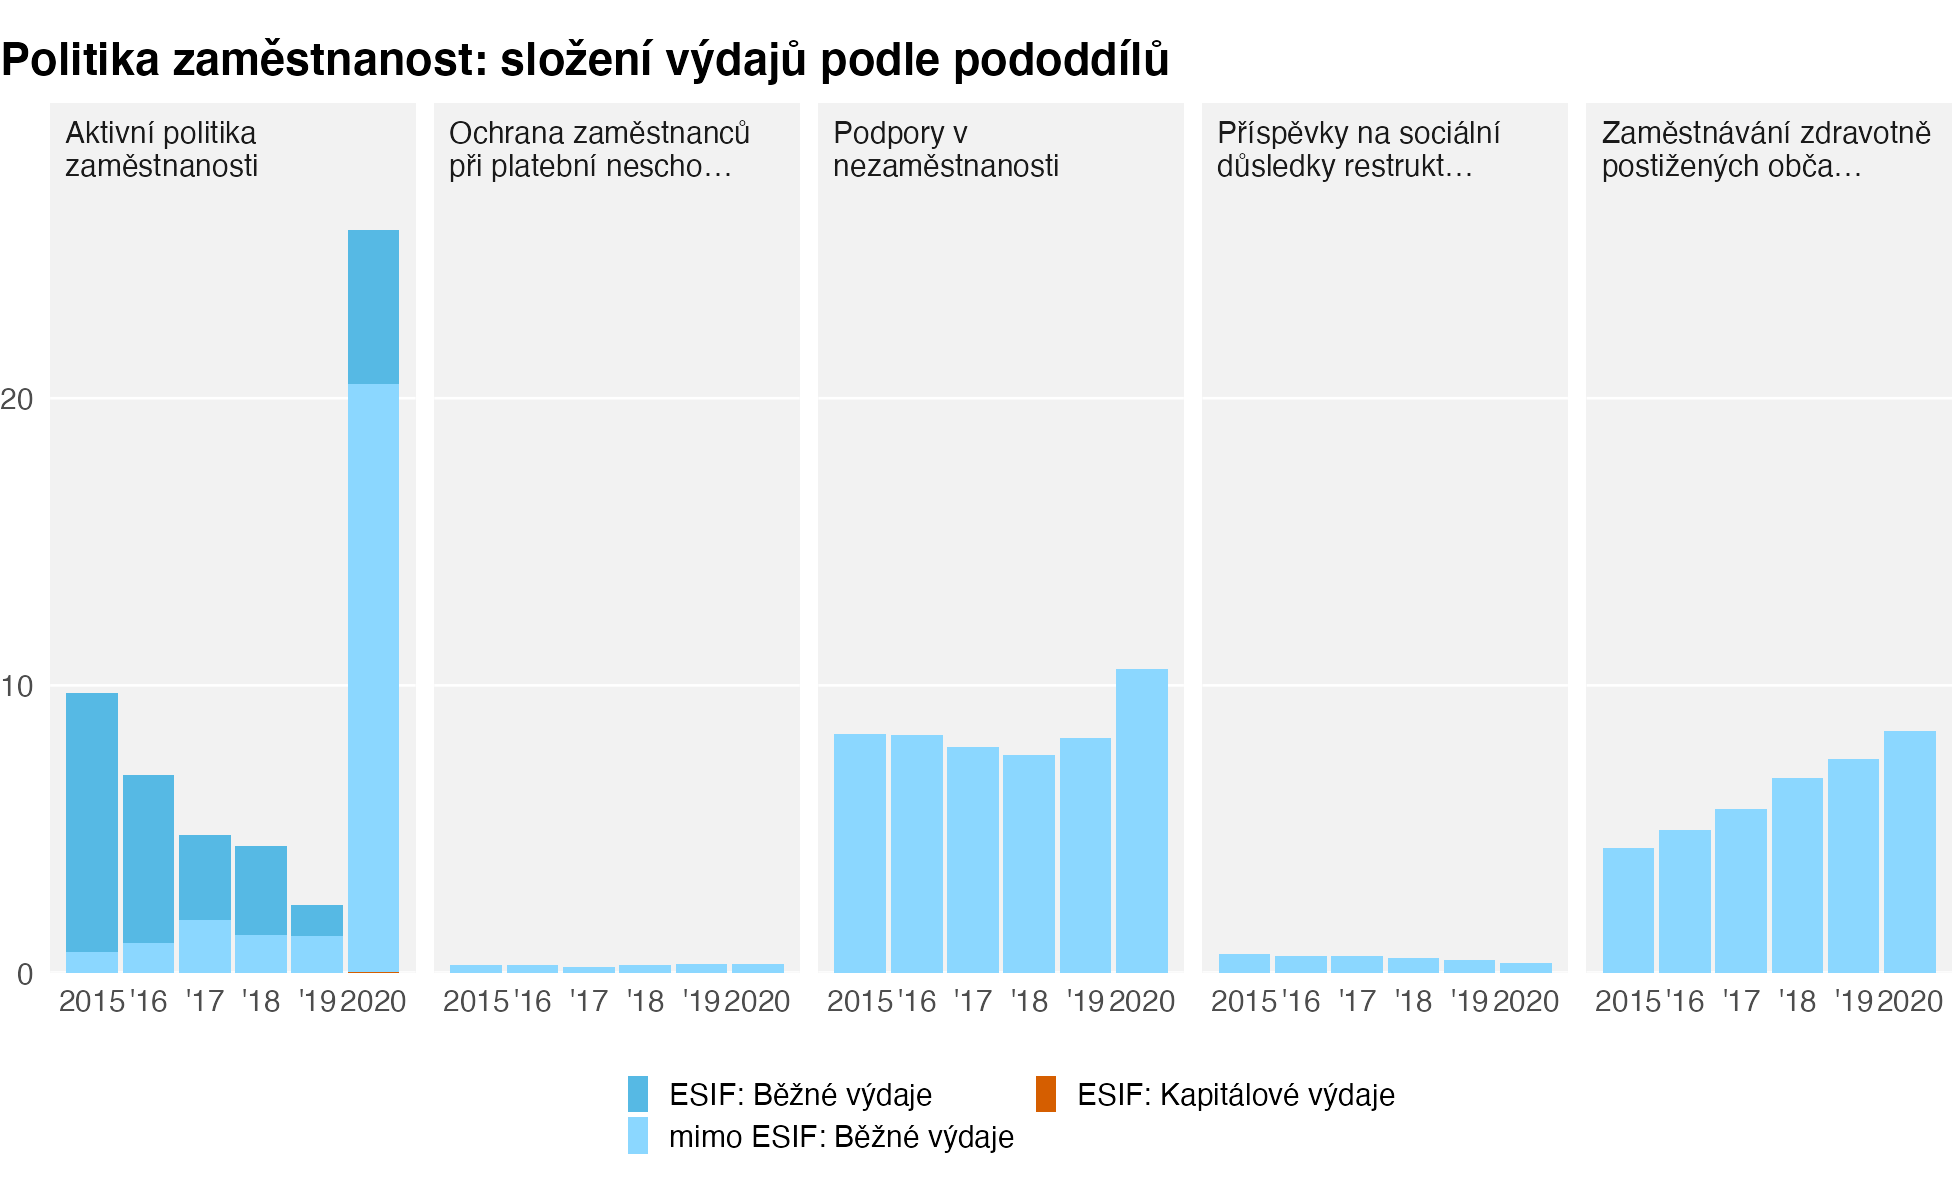 Politika zaměstnanost: složení výdajů podle pododdílů
Aktivní politika
zaměstnanosti
Ochrana zaměstnanců
při platební nescho…
Podpory v
nezaměstnanosti
Příspěvky na sociální
důsledky restrukt…
Zaměstnávání zdravotně
postižených obča…
20
10
0
2015 '16 '17 '18 '19 2020
2015 '16 '17 '18 '19 2020
2015 '16 '17 '18 '19 2020
2015 '16 '17 '18 '19 2020
2015 '16 '17 '18 '19 2020
ESIF: Běžné výdaje
mimo ESIF: Běžné výdaje
ESIF: Kapitálové výdaje